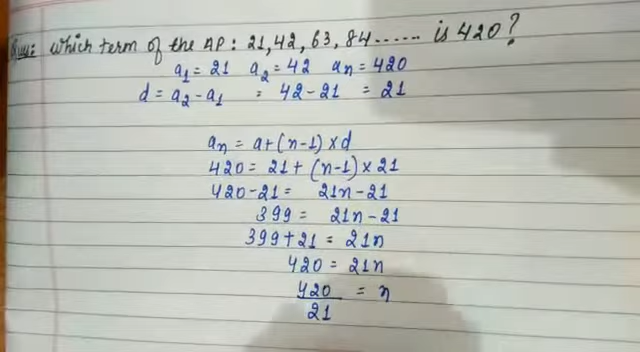 Ques: Which term of the AP: 21, 42, 63, 84...... is 420?
a₁ = 21 a₂ = 42 aₙ = 420
d = a₂ - a₁ = 42 - 21 = 21
aₙ = a + (n-1) × d
420 = 21 + (n-1) × 21
420 - 21 = 21n - 21
399 = 21n - 21
399 + 21 = 21n
420 = 21n
420/21 = n